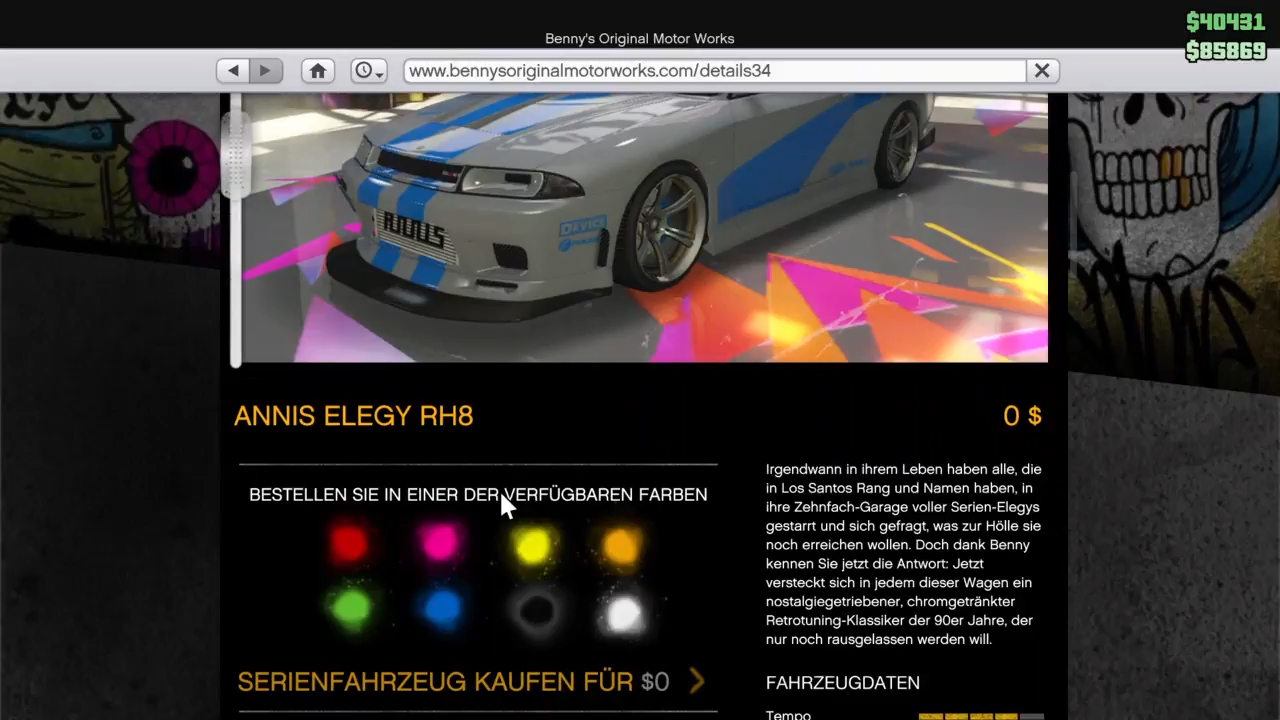 $40431
Benny's Original Motor Works
$85869
www.bennysoriginalmotorworks.com/details34
ANNIS
DEVICE
ANNIS ELEGY RH8
0 $
BESTELLEN SIE IN EINER DER VERFÜGBAREN FARBEN
SERIENFAHRZEUG KAUFEN FÜR $0
Irgendwann in ihrem Leben haben alle, die
in Los Santos Rang und Namen haben, in
ihre Zehnfach-Garage voller Serien-Elegys
gestarrt und sich gefragt, was zur Hölle sie
noch erreichen wollen. Doch dank Benny
kennen Sie jetzt die Antwort: Jetzt
versteckt sich in jedem dieser Wagen ein
nostalgiegetriebener, chromgetränkter
Retrotuning-Klassiker der 90er Jahre, der
nur noch rausgelassen werden will.
FAHRZEUGDATEN
Tempo